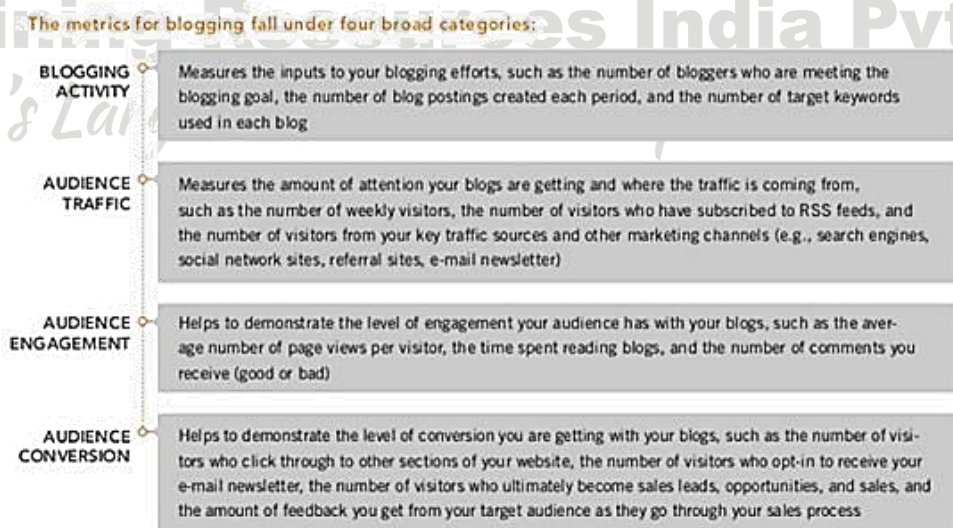 The metrics for blogging fall under four broad categories:
BLOGGING
ACTIVITY
Measures the inputs to your blogging efforts, such as the number of bloggers who are meeting the
blogging goal, the number of blog postings created each period, and the number of target keywords
used in each blog
AUDIENCE
TRAFFIC
Measures the amount of attention your blogs are getting and where the traffic is coming from,
such as the number of weekly visitors, the number of visitors who have subscribed to RSS feeds, and
the number of visitors from your key traffic sources and other marketing channels (e.g., search engines,
social network sites, referral sites, e-mail newsletter)
AUDIENCE
ENGAGEMENT
Helps to demonstrate the level of engagement your audience has with your blogs, such as the aver-
age number of page views per visitor, the time spent reading blogs, and the number of comments you
receive (good or bad)
AUDIENCE
CONVERSION
Helps to demonstrate the level of conversion you are getting with your blogs, such as the number of visi-
tors who click through to other sections of your website, the number of visitors who opt-in to receive your
e-mail newsletter, the number of visitors who ultimately become sales leads, opportunities, and sales, and
the amount of feedback you get from your target audience as they go through your sales process
India